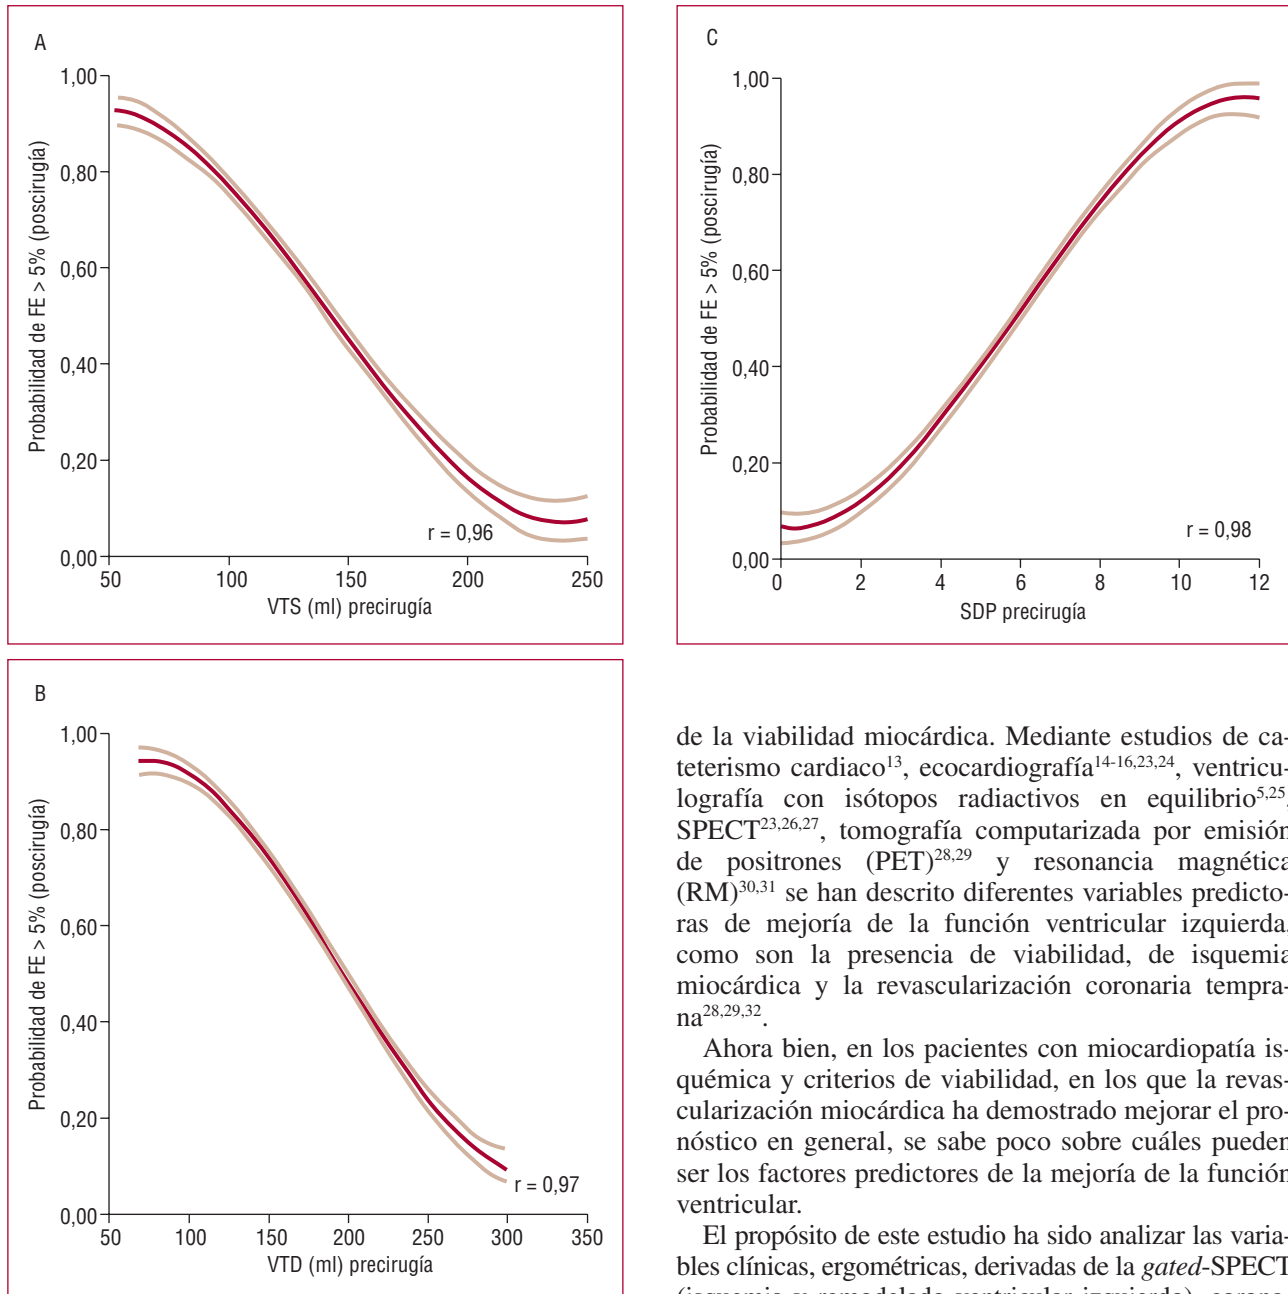 A
1,00
0,80
0,60
0,40
0,20
0,00
Probabilidad de FE > 5% (poscirugía)
r = 0,96
50 100 150 200 250
VTS (ml) precirugía
B
1,00
0,80
0,60
0,40
0,20
0,00
Probabilidad de FE > 5% (poscirugía)
r = 0,97
50 100 150 200 250 300 350
VTD (ml) precirugía
C
1,00
0,80
0,60
0,40
0,20
0,00
Probabilidad de FE > 5% (poscirugía)
r = 0,98
0 2 4 6 8 10 12
SDP precirugía
de la viabilidad miocárdica. Mediante estudios de ca-
teterismo cardiaco13, ecocardiografía14-16,23,24, ventricu-
lografía con isótopos radiactivos en equilibrio5,25,
SPECT23,26,27, tomografía computarizada por emisión
de positrones (PET)28,29 y resonancia magnética
(RM)30,31 se han descrito diferentes variables predicto-
ras de mejoría de la función ventricular izquierda,
como son la presencia de viabilidad, de isquemia
miocárdica y la revascularización coronaria tempra-
na28,29,32.
Ahora bien, en los pacientes con miocardiopatía is-
quémica y criterios de viabilidad, en los que la revas-
cularización miocárdica ha demostrado mejorar el pro-
nóstico en general, se sabe poco sobre cuáles pueden
ser los factores predictores de la mejoría de la función
ventricular.
El propósito de este estudio ha sido analizar las varia-
bles clínicas, ergométricas, derivadas de la gated-SPECT
(isquemia y remodelado ventricular izquierdo), corona-